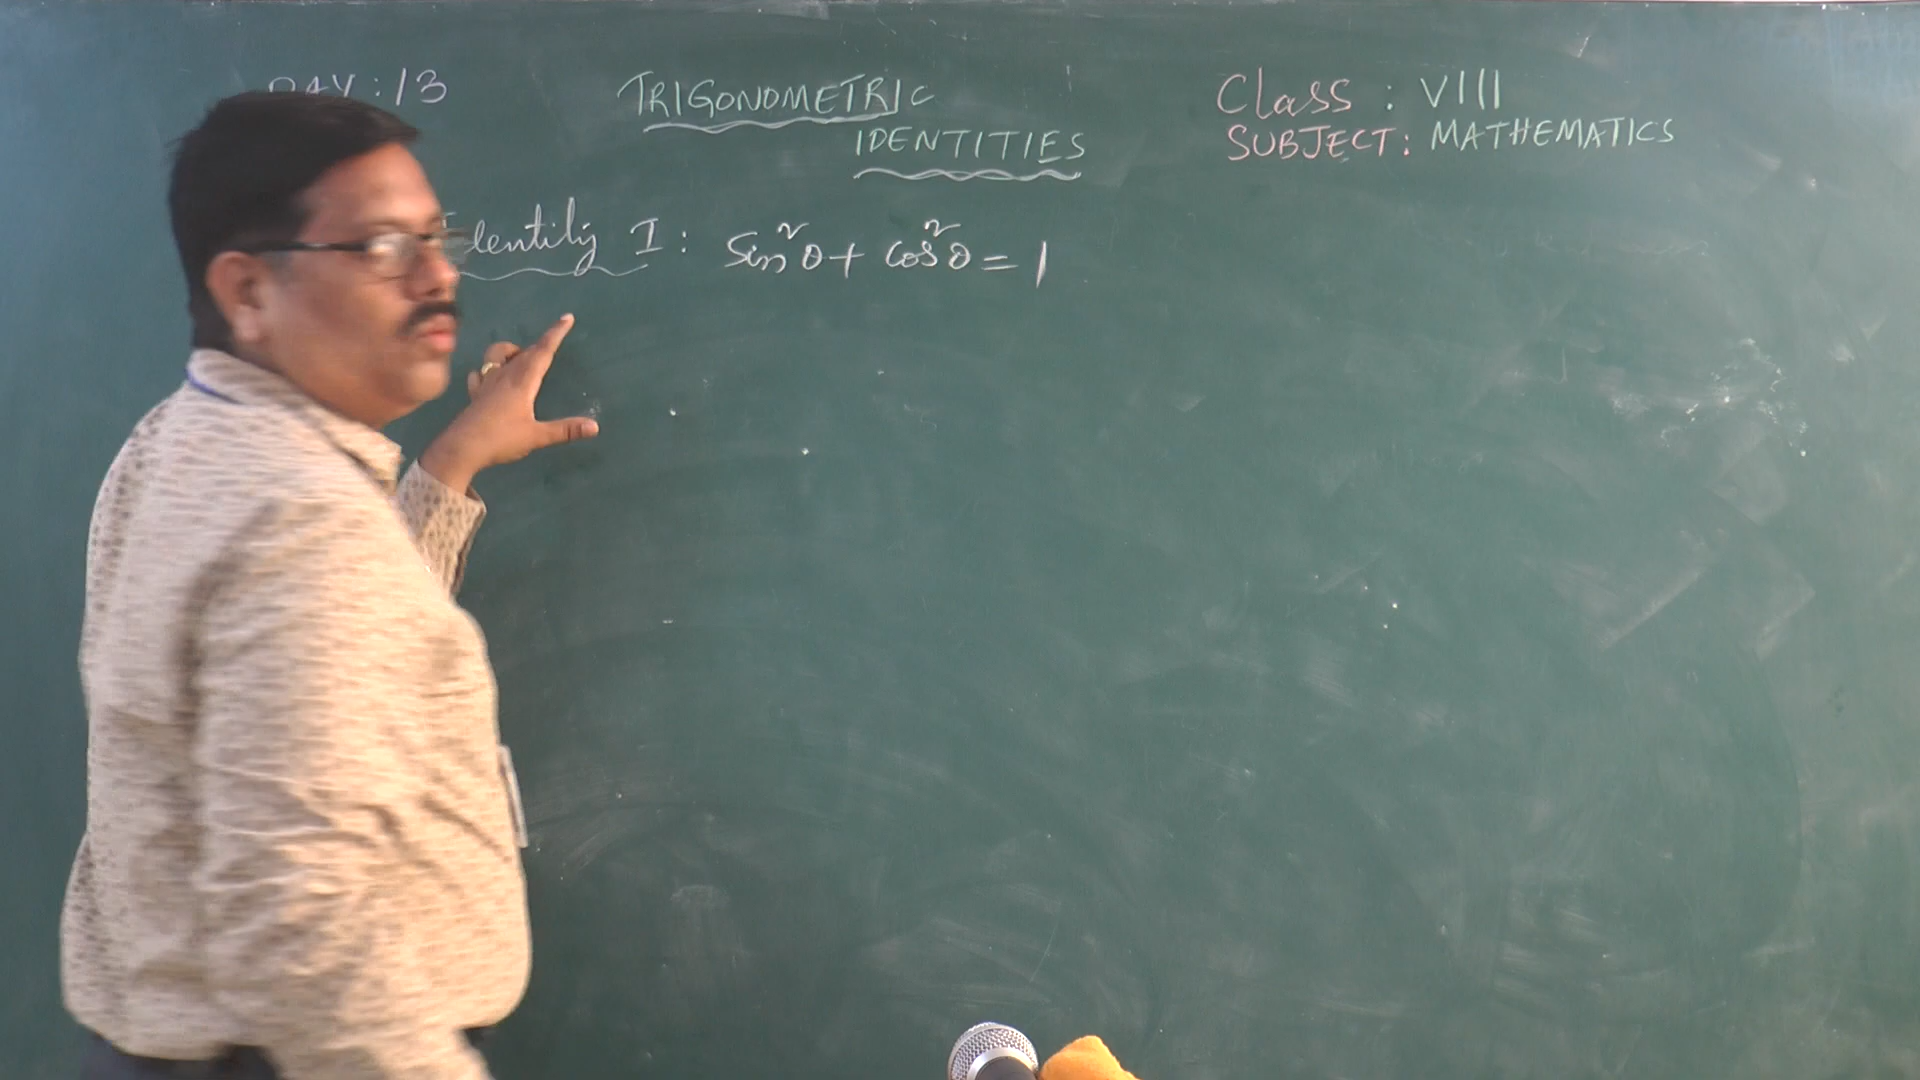 DAY : 13
TRIGONOMETRIC
IDENTITIES
Class : VIII
SUBJECT : MATHEMATICS
Identity I : Sin²θ + Cos²θ = 1